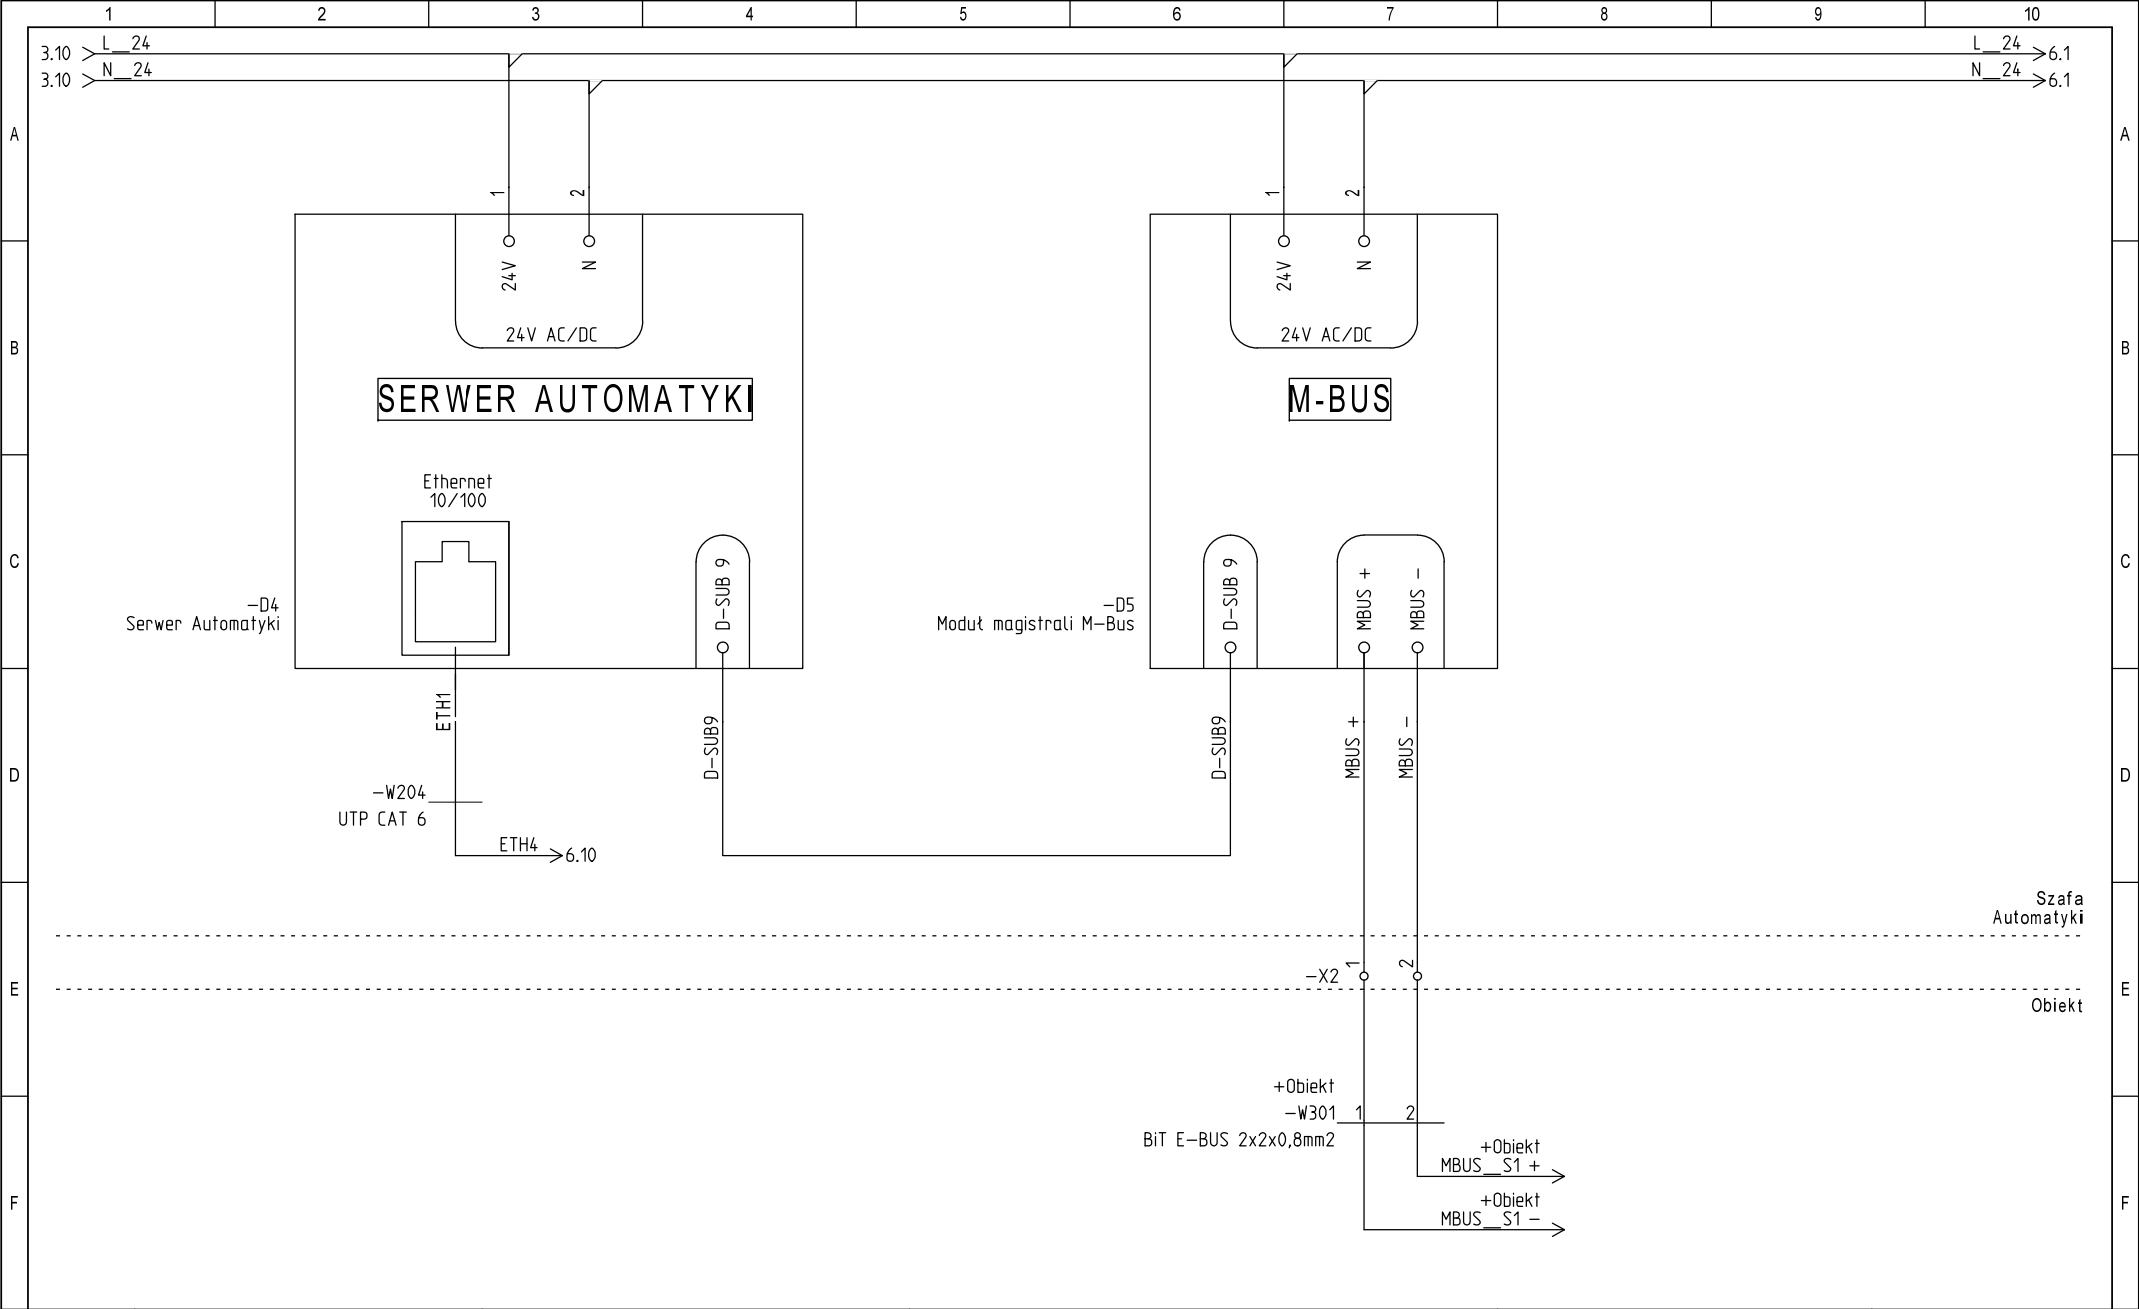 1 2 3 4 5 6 7 8 9 10
3.10 L__24 L__24 6.1
3.10 N__24 N__24 6.1
A A
1 2 1 2
24V N 24V N
24V AC/DC 24V AC/DC
B B
SERWER AUTOMATYKI M-BUS
Ethernet
10/100
C C
D-SUB 9 D-SUB 9 MBUS + MBUS -
-D4 -D5
Serwer Automatyki Moduł magistrali M-Bus
ETH1 D-SUB9 D-SUB9 MBUS + MBUS -
D D
-W204
UTP CAT 6
ETH4 6.10
Szafa
Automatyki
-X2 1 2
E E
Obiekt
+Obiekt
-W301 1 2
BiT E-BUS 2x2x0,8mm2
+Obiekt
MBUS__S1 +
F F
+Obiekt
MBUS__S1 -